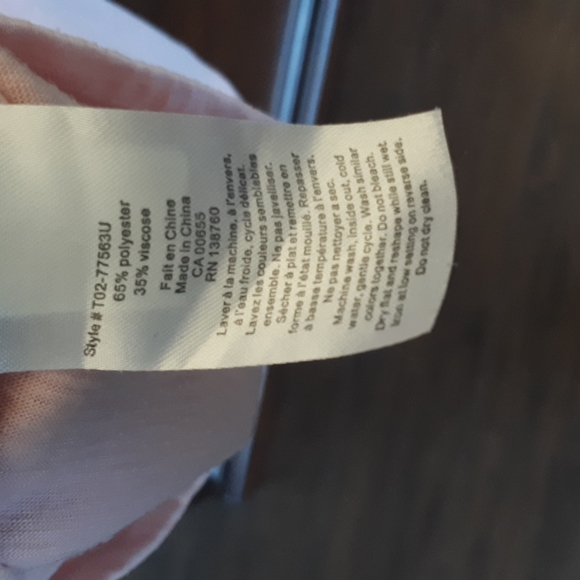 Style # T02-77563U
65% polyester
35% viscose
Fait en Chine
Made in China
CA 00655
RN 138760
Laver à la machine, à l'envers,
à l'eau froide, cycle délicat.
Lavez les couleurs semblables
ensemble. Ne pas javelliser.
Sécher à plat et remettre en
forme à l'état mouillé. Repasser
à basse température à l'envers.
Ne pas nettoyer à sec.
Machine wash, inside out, cold
water, gentle cycle. Wash similar
colors together. Do not bleach.
Dry flat and reshape while still wet.
Iron at low setting on reverse side.
Do not dry clean.